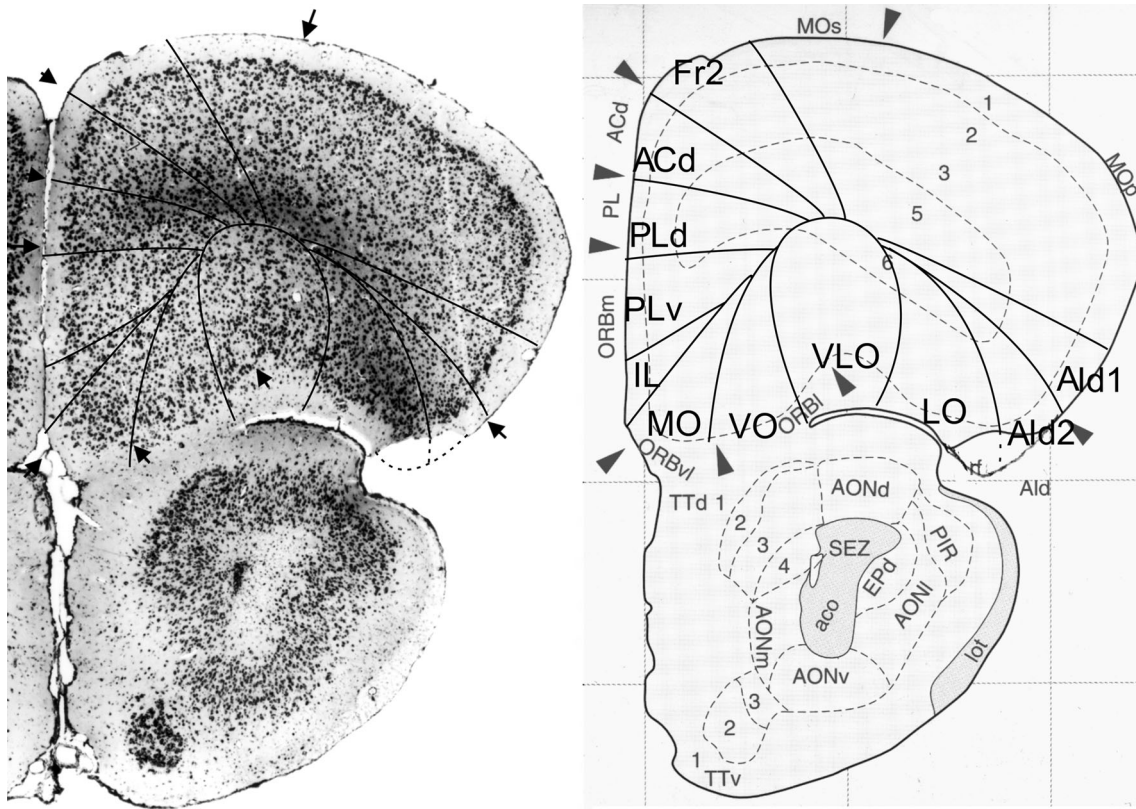 MOs
Fr2
1
2
ACd
ACd
3
MOp
PL
5
PLd
6
ORBm
PLv
VLO
IL
AId1
MO
VO
ORBl
LO
AId2
ORBvl
rf
AId
TTd 1
AONd
2
3
SEZ
PIR
4
EPd
aco
AONl
AONm
lot
AONv
3
2
1
TTv